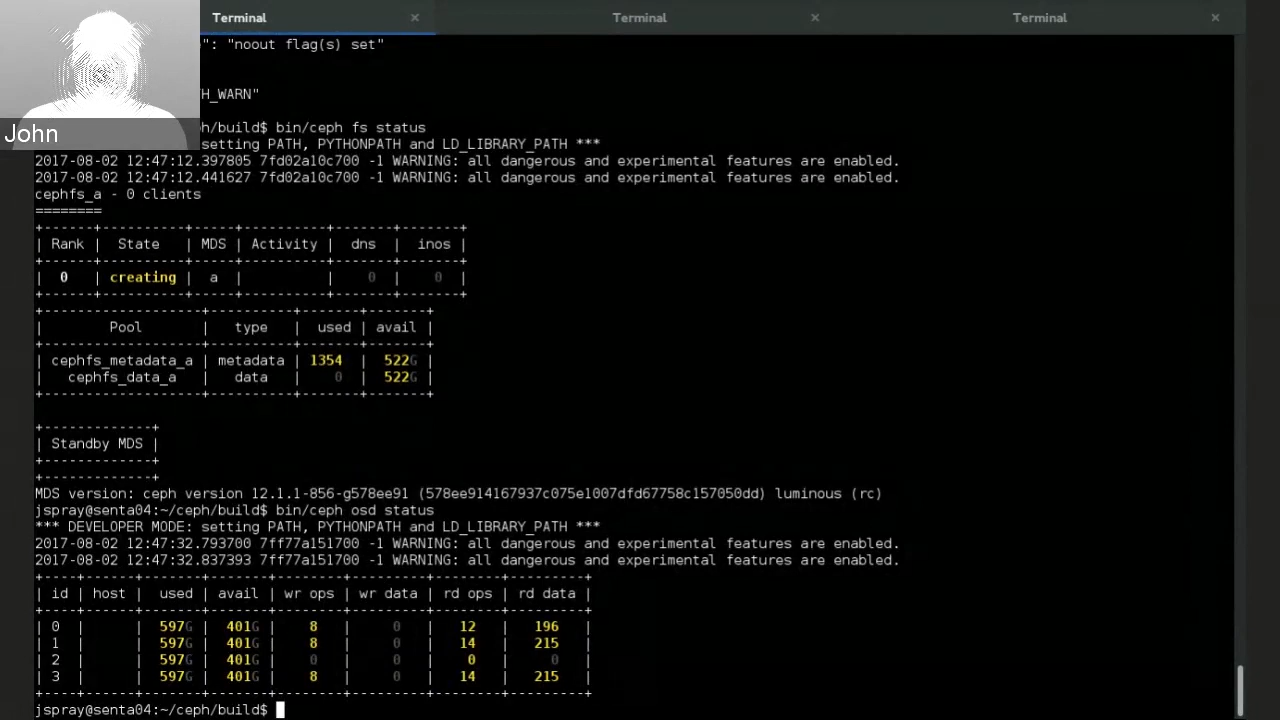 Terminal × Terminal × Terminal ×
": "noout flag(s) set"
H_WARN"
John
ceph/build$ bin/ceph fs status
setting PATH, PYTHONPATH and LD_LIBRARY_PATH ***
2017-08-02 12:47:12.397805 7fd02a10c700 -1 WARNING: all dangerous and experimental features are enabled.
2017-08-02 12:47:12.441627 7fd02a10c700 -1 WARNING: all dangerous and experimental features are enabled.
cephfs_a - 0 clients
========
+------+----------+-----+----------+-------+-------+
| Rank | State | MDS | Activity | dns | inos |
+------+----------+-----+----------+-------+-------+
| 0 | creating | a | | 0 | 0 |
+------+----------+-----+----------+-------+-------+
+-------------------+----------+-------+-------+
| Pool | type | used | avail |
+-------------------+----------+-------+-------+
| cephfs_metadata_a | metadata | 1354 | 522G |
| cephfs_data_a | data | 0 | 522G |
+-------------------+----------+-------+-------+
+-------------+
| Standby MDS |
+-------------+
+-------------+
MDS version: ceph version 12.1.1-856-g578ee91 (578ee914167937c075e1007dfd67758c157050dd) luminous (rc)
jspray@senta04:~/ceph/build$ bin/ceph osd status
*** DEVELOPER MODE: setting PATH, PYTHONPATH and LD_LIBRARY_PATH ***
2017-08-02 12:47:32.793700 7ff77a151700 -1 WARNING: all dangerous and experimental features are enabled.
2017-08-02 12:47:32.837393 7ff77a151700 -1 WARNING: all dangerous and experimental features are enabled.
+----+------+-------+-------+--------+---------+--------+---------+
| id | host | used | avail | wr ops | wr data | rd ops | rd data |
+----+------+-------+-------+--------+---------+--------+---------+
| 0 | | 597G | 401G | 8 | 0 | 12 | 196 |
| 1 | | 597G | 401G | 8 | 0 | 14 | 215 |
| 2 | | 597G | 401G | 0 | 0 | 0 | 0 |
| 3 | | 597G | 401G | 8 | 0 | 14 | 215 |
+----+------+-------+-------+--------+---------+--------+---------+
jspray@senta04:~/ceph/build$